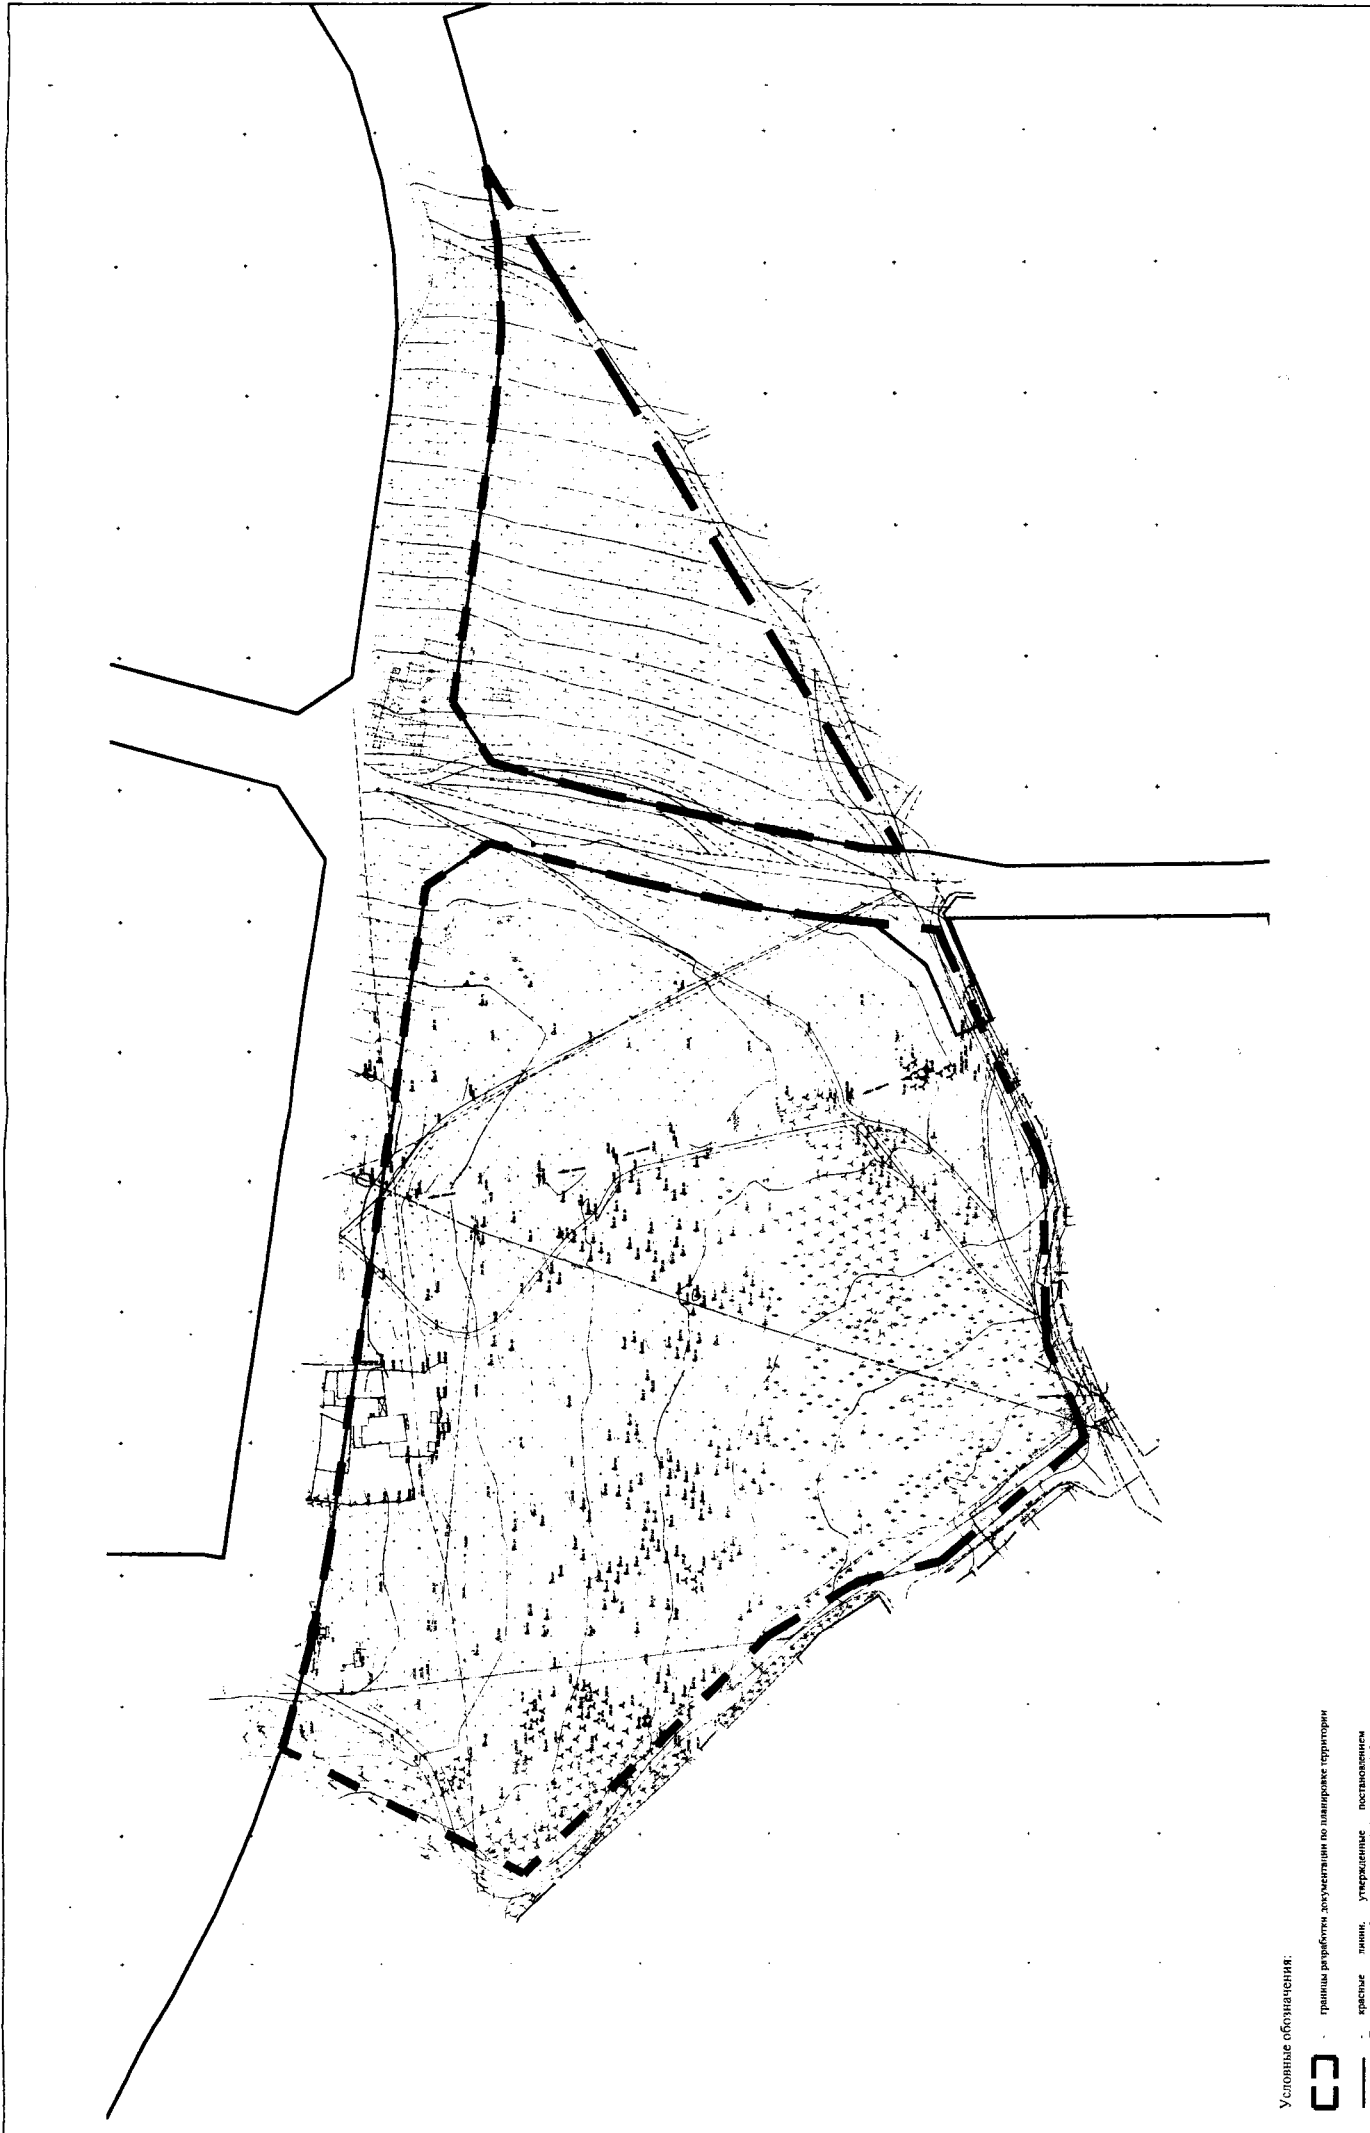 Условные обозначения:
- границы разработки документации по планировке территории
- красные линии, утвержденные постановлением